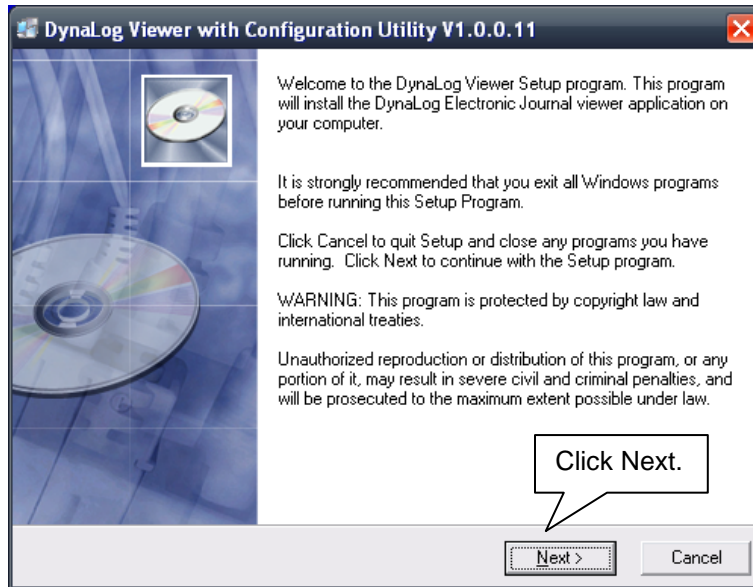 DynaLog Viewer with Configuration Utility V1.0.0.11
Welcome to the DynaLog Viewer Setup program. This program
will install the DynaLog Electronic Journal viewer application on
your computer.
It is strongly recommended that you exit all Windows programs
before running this Setup Program.
Click Cancel to quit Setup and close any programs you have
running. Click Next to continue with the Setup program.
WARNING: This program is protected by copyright law and
international treaties.
Unauthorized reproduction or distribution of this program, or any
portion of it, may result in severe civil and criminal penalties, and
will be prosecuted to the maximum extent possible under law.
Click Next.
Next >
Cancel